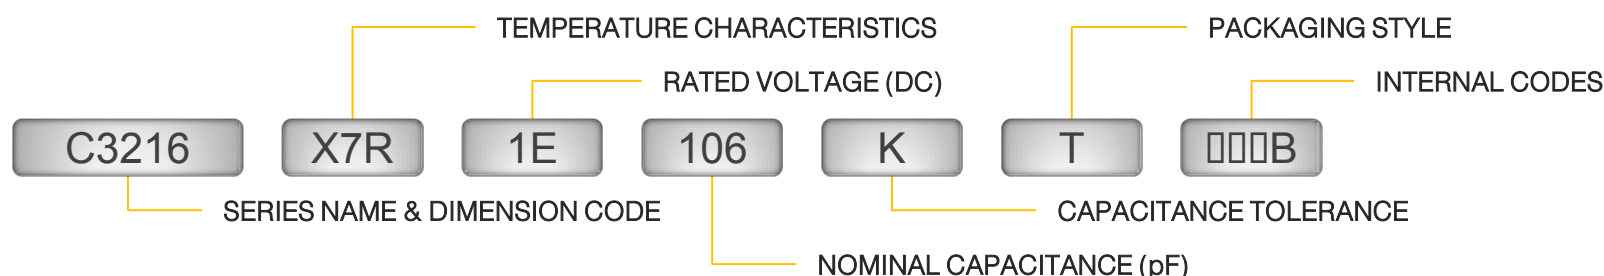 TEMPERATURE CHARACTERISTICS
PACKAGING STYLE
RATED VOLTAGE (DC)
INTERNAL CODES
C3216 X7R 1E 106 K T ▯▯▯B
SERIES NAME & DIMENSION CODE
CAPACITANCE TOLERANCE
NOMINAL CAPACITANCE (pF)